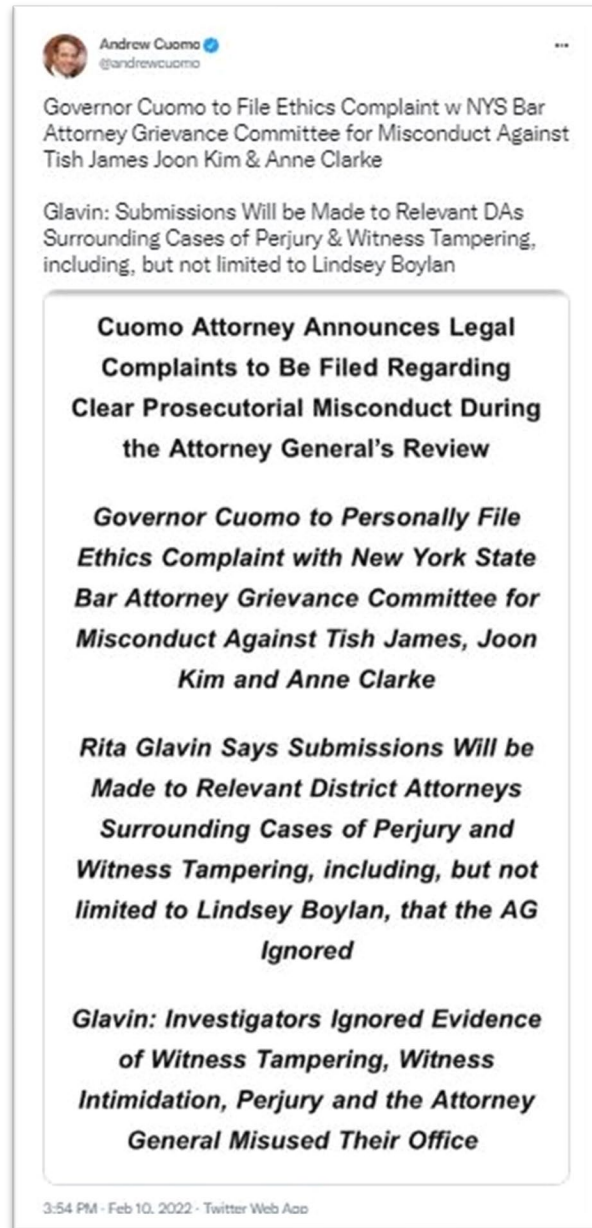 Andrew Cuomo
@andrewcuomo
Governor Cuomo to File Ethics Complaint w NYS Bar
Attorney Grievance Committee for Misconduct Against
Tish James Joon Kim & Anne Clarke
Glavin: Submissions Will be Made to Relevant DAs
Surrounding Cases of Perjury & Witness Tampering,
including, but not limited to Lindsey Boylan
Cuomo Attorney Announces Legal
Complaints to Be Filed Regarding
Clear Prosecutorial Misconduct During
the Attorney General's Review
Governor Cuomo to Personally File
Ethics Complaint with New York State
Bar Attorney Grievance Committee for
Misconduct Against Tish James, Joon
Kim and Anne Clarke
Rita Glavin Says Submissions Will be
Made to Relevant District Attorneys
Surrounding Cases of Perjury and
Witness Tampering, including, but not
limited to Lindsey Boylan, that the AG
Ignored
Glavin: Investigators Ignored Evidence
of Witness Tampering, Witness
Intimidation, Perjury and the Attorney
General Misused Their Office
3:54 PM · Feb 10, 2022 · Twitter Web App